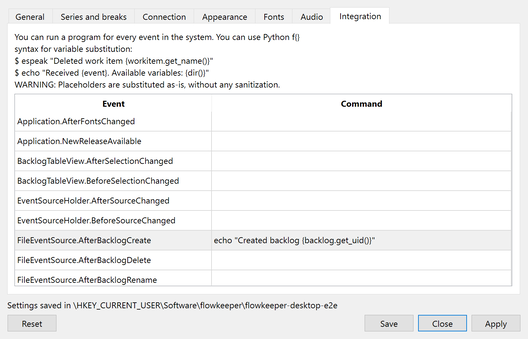 General Series and breaks Connection Appearance Fonts Audio Integration
You can run a program for every event in the system. You can use Python f{}
syntax for variable substitution:
$ espeak "Deleted work item {workitem.get_name()}"
$ echo "Received {event}. Available variables: {dir()}"
WARNING: Placeholders are substituted as-is, without any sanitization.
Event Command
Application.AfterFontsChanged
Application.NewReleaseAvailable
BacklogTableView.AfterSelectionChanged
BacklogTableView.BeforeSelectionChanged
EventSourceHolder.AfterSourceChanged
EventSourceHolder.BeforeSourceChanged
FileEventSource.AfterBacklogCreate echo "Created backlog {backlog.get_uid()}"
FileEventSource.AfterBacklogDelete
FileEventSource.AfterBacklogRename
Settings saved in \HKEY_CURRENT_USER\Software\flowkeeper\flowkeeper-desktop-e2e
Reset Save Close Apply